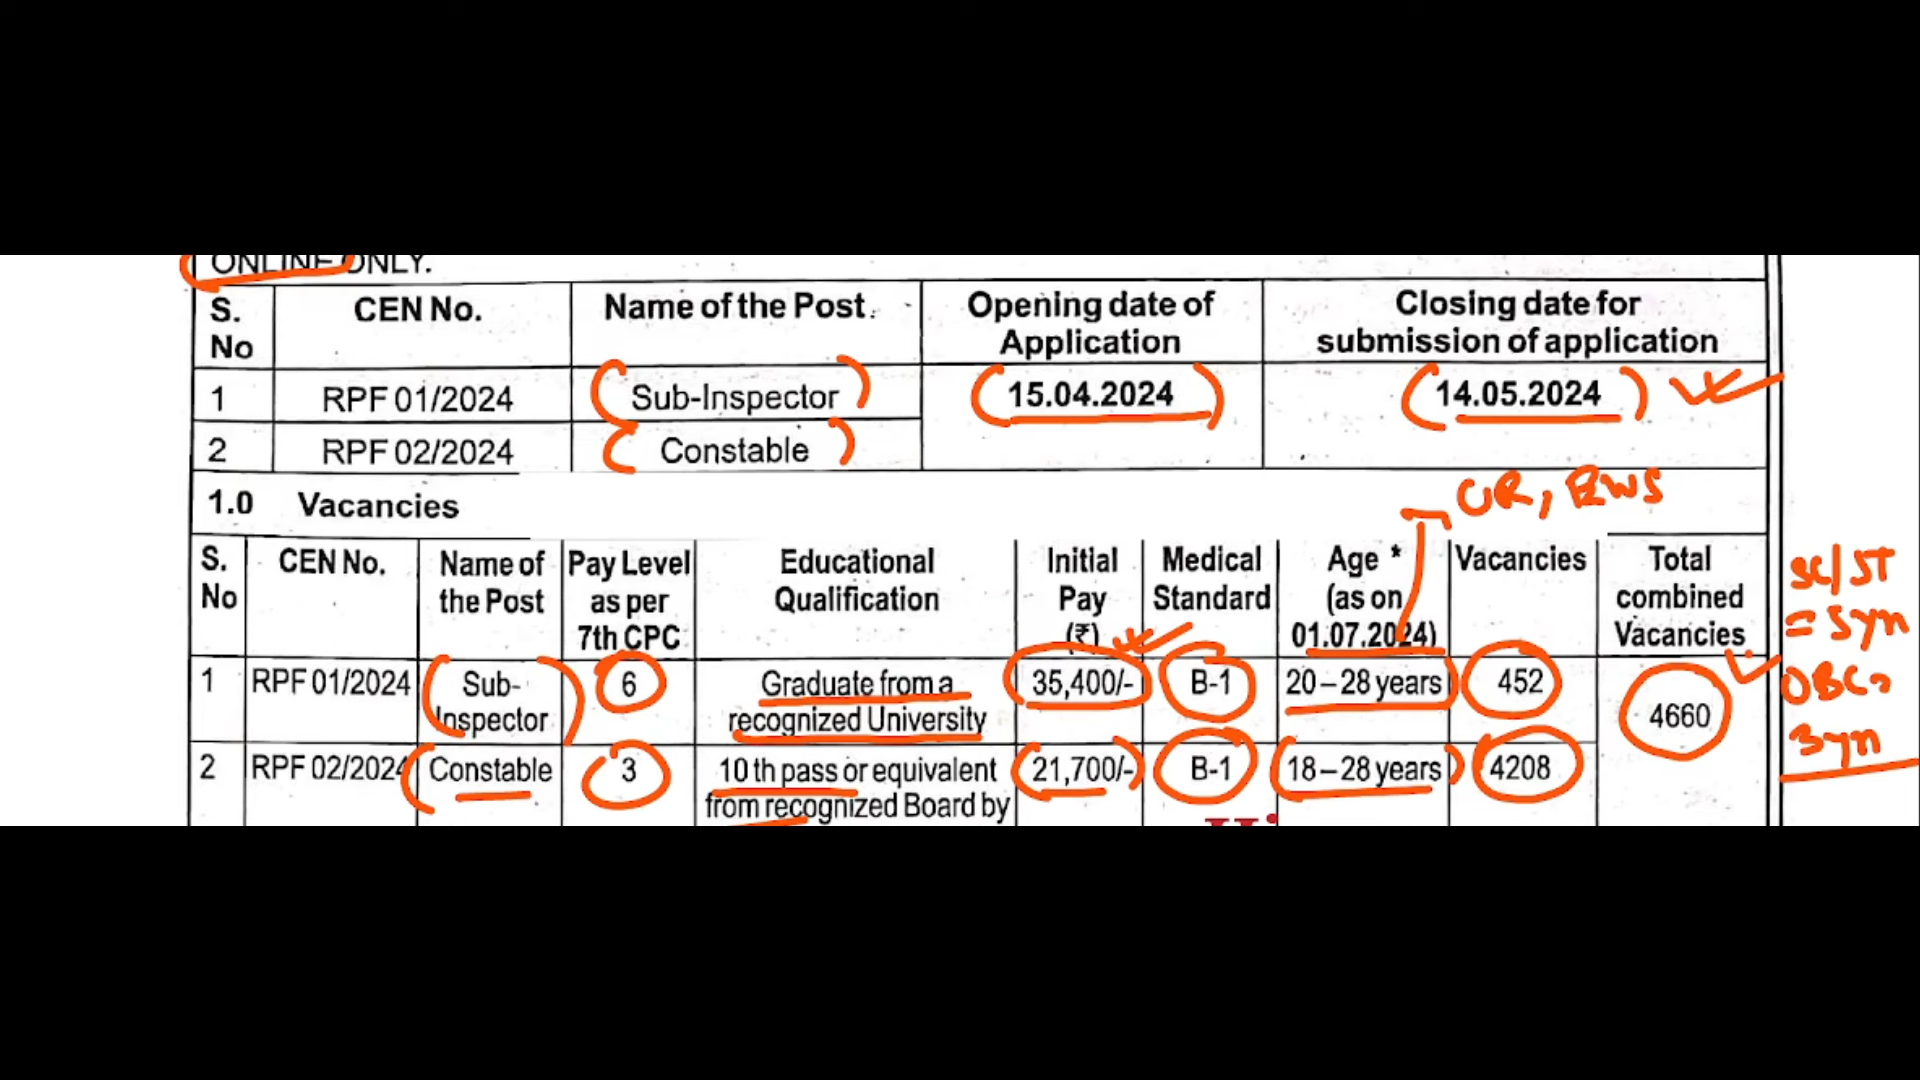 ONLINE ONLY.
S. No CEN No. Name of the Post. Opening date of Application Closing date for submission of application
1 RPF 01/2024 Sub-Inspector 15.04.2024 14.05.2024
2 RPF 02/2024 Constable
UR, EWS
1.0 Vacancies
S. No CEN No. Name of the Post Pay Level as per 7th CPC Educational Qualification Initial Pay (₹) Medical Standard Age * (as on 01.07.2024) Vacancies Total combined Vacancies
SC/ST
= 5yn
OBC
3yn
1 RPF 01/2024 Sub-Inspector 6 Graduate from a recognized University 35,400/- B-1 20-28 years 452 4660
2 RPF 02/2024 Constable 3 10 th pass or equivalent from recognized Board by 21,700/- B-1 18-28 years 4208